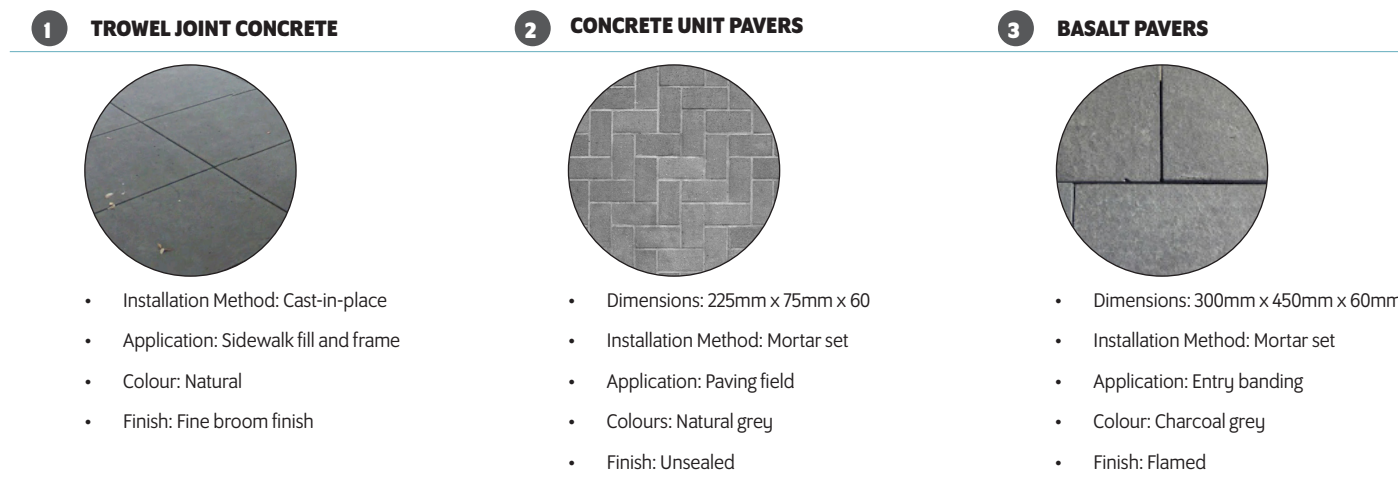 1 TROWEL JOINT CONCRETE
• Installation Method: Cast-in-place
• Application: Sidewalk fill and frame
• Colour: Natural
• Finish: Fine broom finish
2 CONCRETE UNIT PAVERS
• Dimensions: 225mm x 75mm x 60
• Installation Method: Mortar set
• Application: Paving field
• Colours: Natural grey
• Finish: Unsealed
3 BASALT PAVERS
• Dimensions: 300mm x 450mm x 60mm
• Installation Method: Mortar set
• Application: Entry banding
• Colour: Charcoal grey
• Finish: Flamed